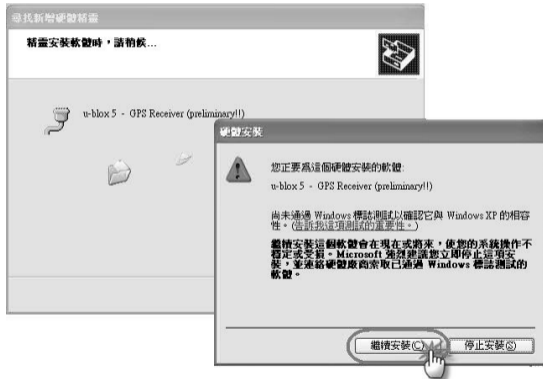 尋找新增硬體精靈
精靈安裝軟體時，請稍候...
u-blox 5 - GPS Receiver (preliminary!!)
硬體安裝
您正要為這個硬體安裝的軟體:
u-blox 5 - GPS Receiver (preliminary!!)
尚未通過 Windows 標誌測試以確認它與 Windows XP 的相容
性。(告訴我這項測試的重要性。)
繼續安裝這個軟體會在現在或將來，使您的系統操作不
穩定或受損。Microsoft 強烈建議您立即停止這項安
裝，並連絡硬體廠商索取已通過 Windows 標誌測試的
軟體。
繼續安裝(C)
停止安裝(S)